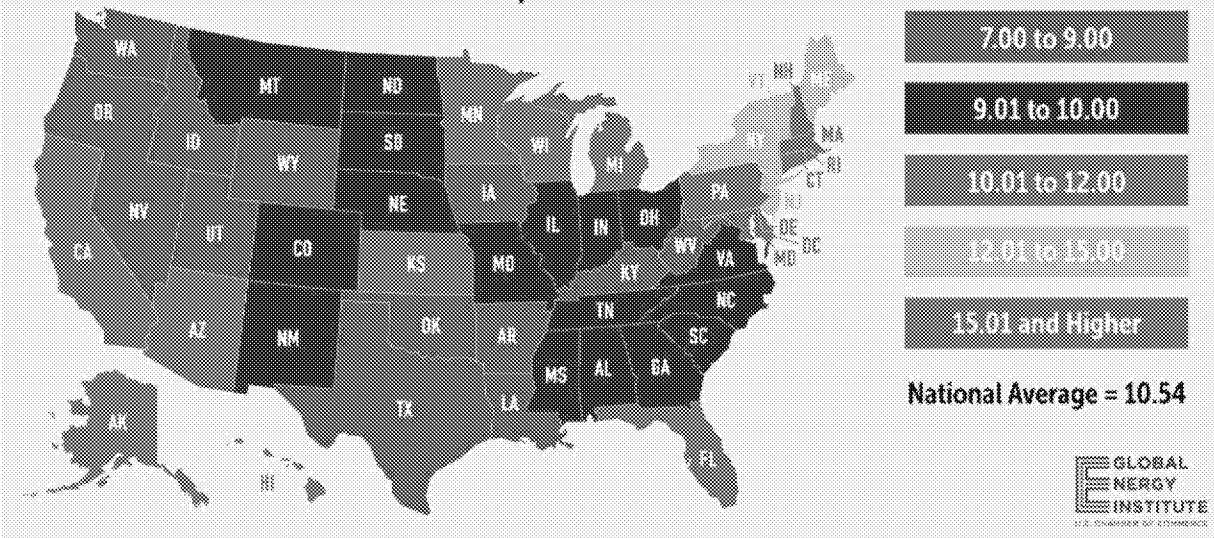 7.00 to 9.00
9.01 to 10.00
10.01 to 12.00
12.01 to 15.00
15.01 and Higher
National Average = 10.54
WA
MT
ND
MN
VT
NH
ME
OR
ID
SD
WI
MI
NY
MA
RI
CT
WY
IA
PA
NJ
NV
NE
IL
IN
OH
DE
DC
MD
UT
CO
CA
KS
MO
KY
WV
VA
NC
AZ
NM
OK
AR
TN
SC
MS
AL
GA
TX
LA
AK
HI
FL
GLOBAL
ENERGY
INSTITUTE
U.S. CHAMBER OF COMMERCE